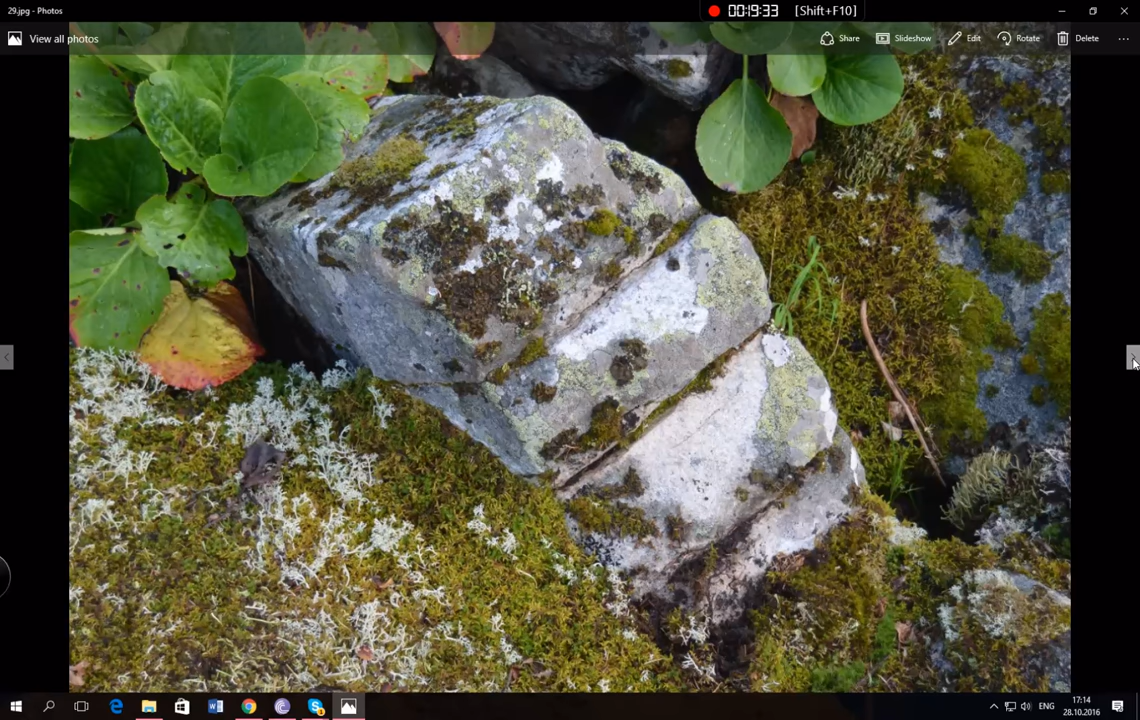 29.jpg - Photos
00:19:33 [Shift+F10]
View all photos
Share
Slideshow
Edit
Rotate
Delete
ENG
17:14
28.10.2016